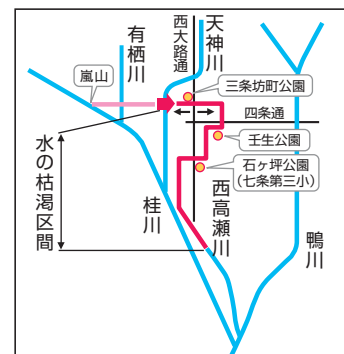 有栖川
西大路通
天神川
嵐山
三条坊町公園
四条通
壬生公園
石ヶ坪公園
(七条第三小)
水の枯渇区間
桂川
西高瀬川
鴨川